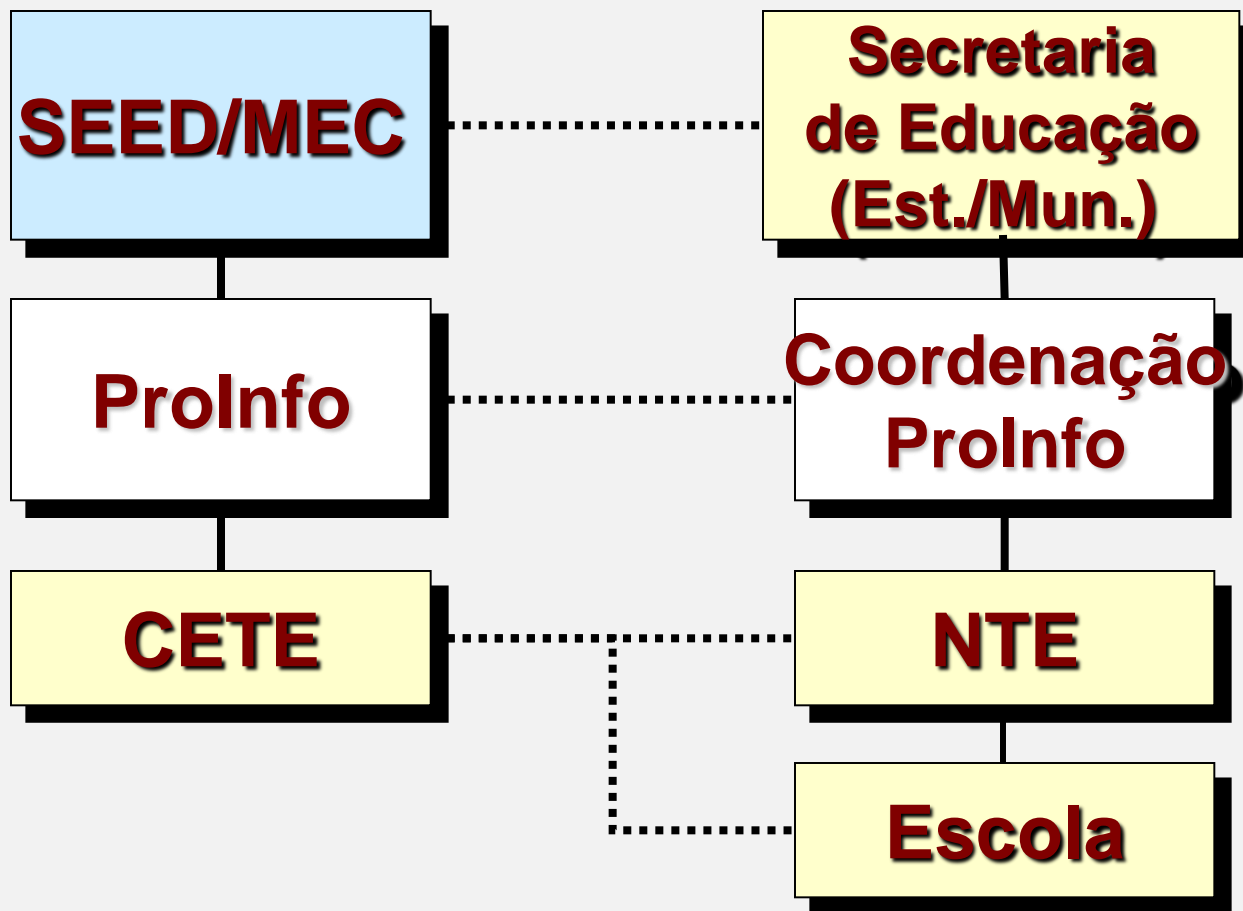 SEED/MEC
Secretaria
de Educação
(Est./Mun.)
ProInfo
Coordenação
ProInfo
CETE
NTE
Escola